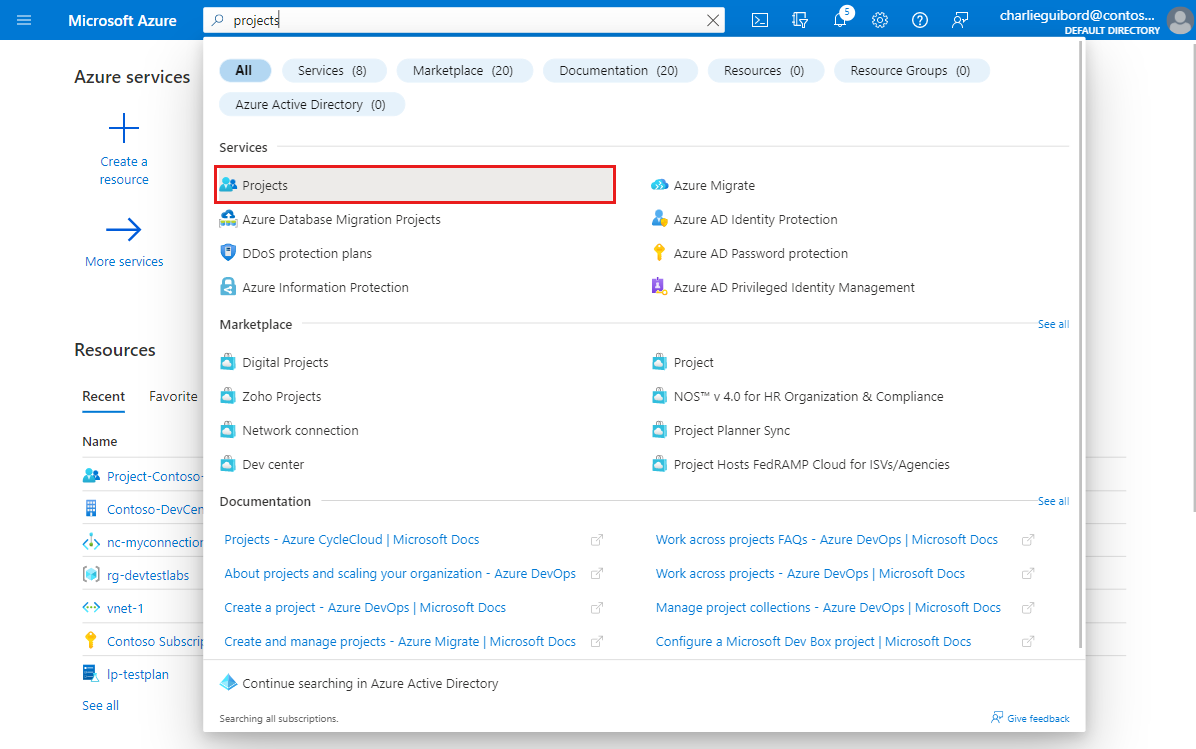 Microsoft Azure
projects
5
charlieguibord@contos...
DEFAULT DIRECTORY
Azure services
Create a
resource
More services
Resources
Recent Favorite
Name
Project-Contoso-
Contoso-DevCen
nc-myconnection
rg-devtestlabs
vnet-1
Contoso Subscrip
lp-testplan
See all
All Services (8) Marketplace (20) Documentation (20) Resources (0) Resource Groups (0)
Azure Active Directory (0)
Services
Projects Azure Migrate
Azure Database Migration Projects Azure AD Identity Protection
DDoS protection plans Azure AD Password protection
Azure Information Protection Azure AD Privileged Identity Management
Marketplace See all
Digital Projects Project
Zoho Projects NOS™ v 4.0 for HR Organization & Compliance
Network connection Project Planner Sync
Dev center Project Hosts FedRAMP Cloud for ISVs/Agencies
Documentation See all
Projects - Azure CycleCloud | Microsoft Docs Work across projects FAQs - Azure DevOps | Microsoft Docs
About projects and scaling your organization - Azure DevOps Work across projects - Azure DevOps | Microsoft Docs
Create a project - Azure DevOps | Microsoft Docs Manage project collections - Azure DevOps | Microsoft Docs
Create and manage projects - Azure Migrate | Microsoft Docs Configure a Microsoft Dev Box project | Microsoft Docs
Continue searching in Azure Active Directory
Searching all subscriptions. Give feedback